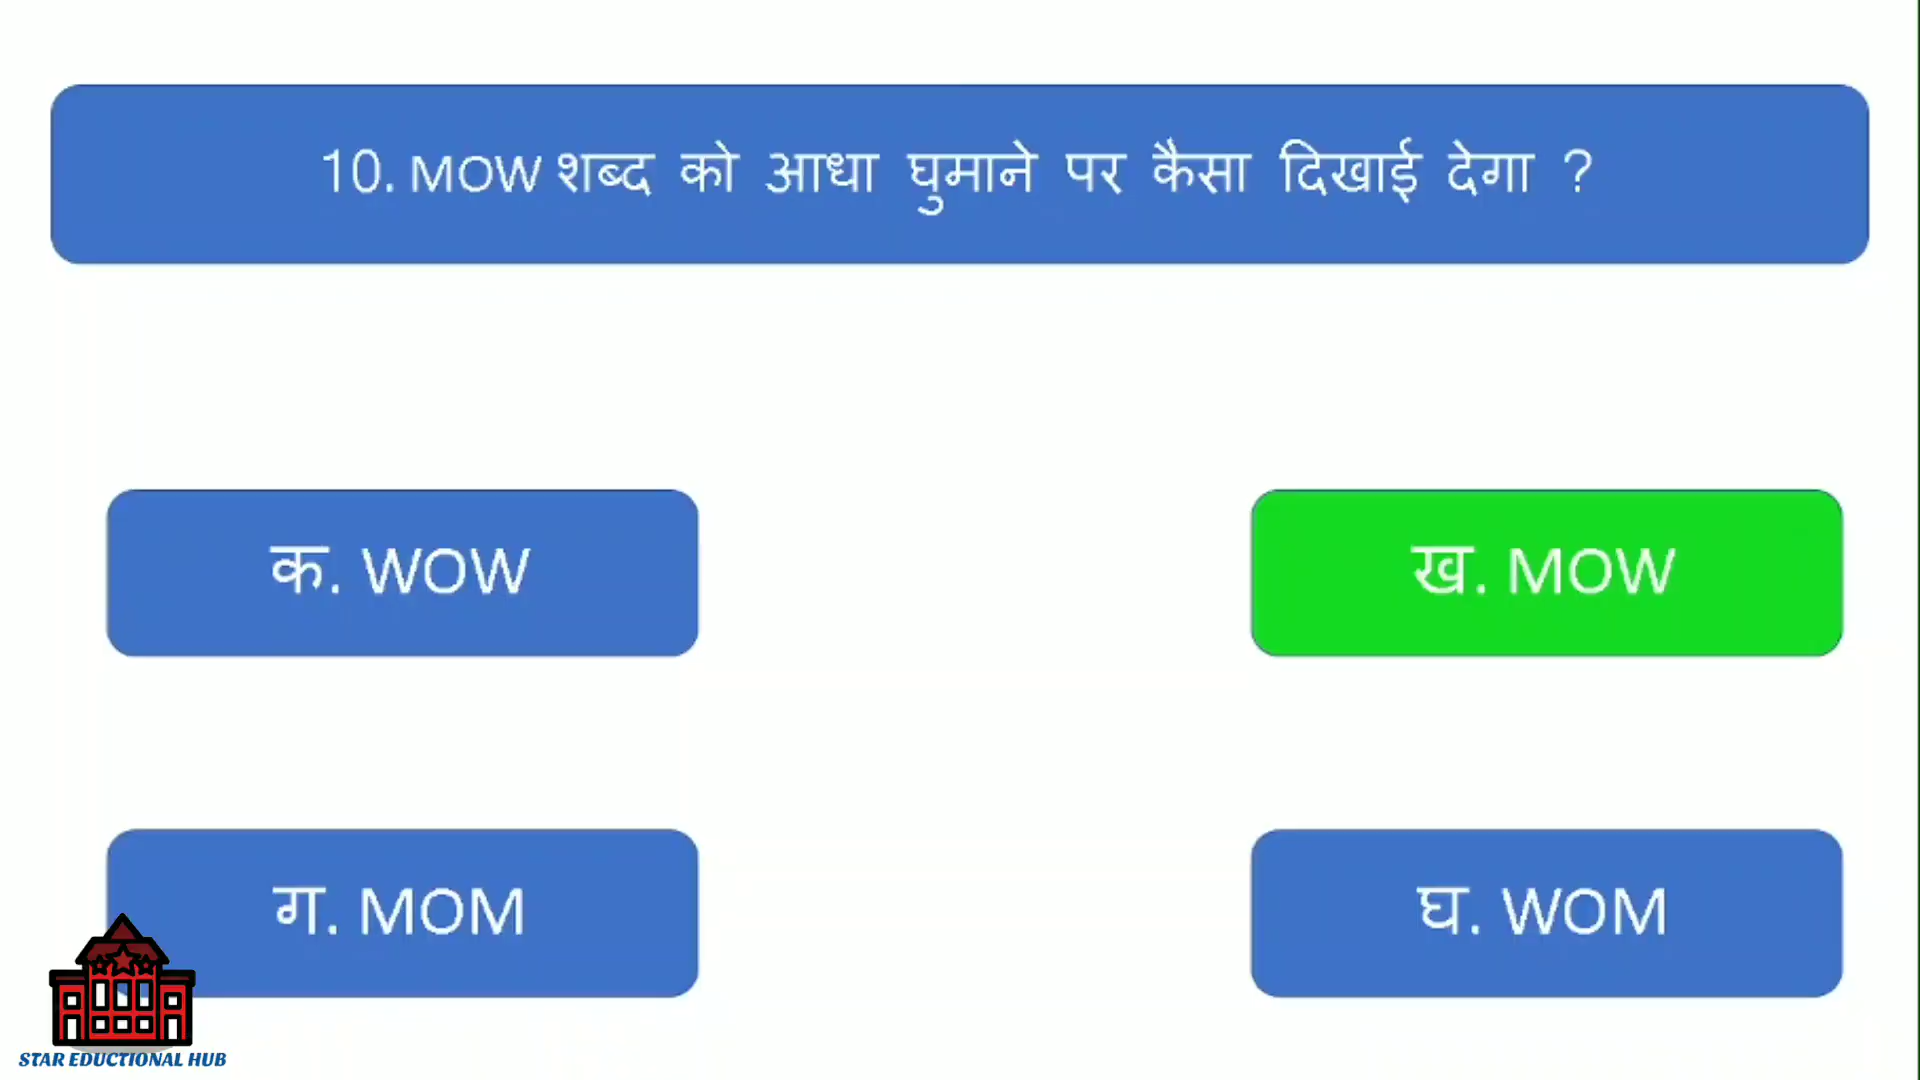 10. MOW शब्द को आधा घुमाने पर कैसा दिखाई देगा ?
क. WOW
ख. MOW
ग. MOM
घ. WOM
STAR EDUCTIONAL HUB